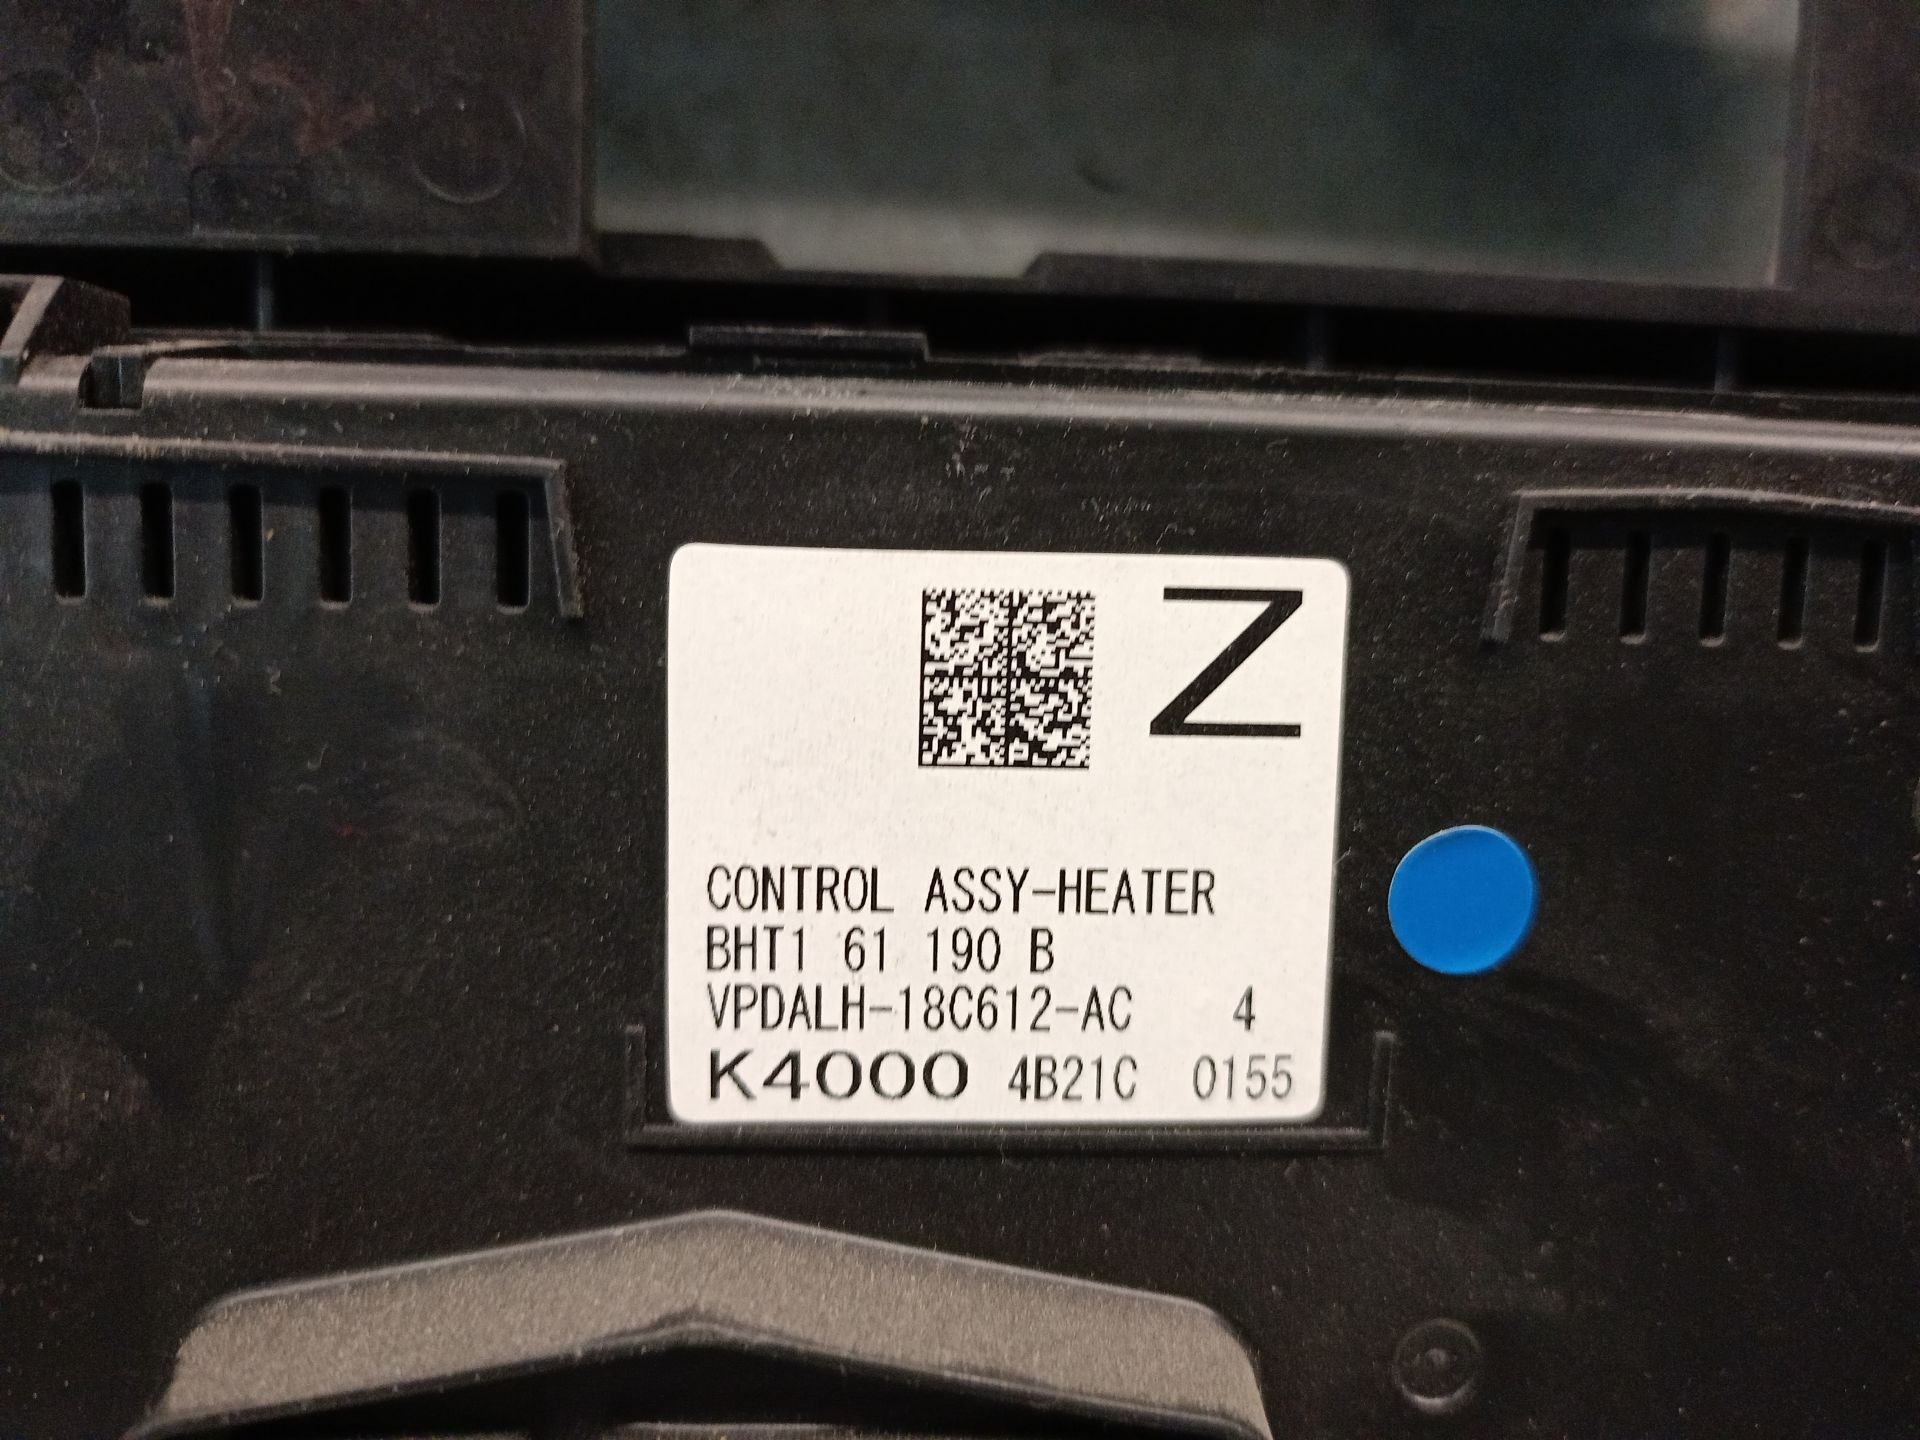 Z
CONTROL ASSY-HEATER
BHT1 61 190 B
VPDALH-18C612-AC 4
K4000 4B21C 0155